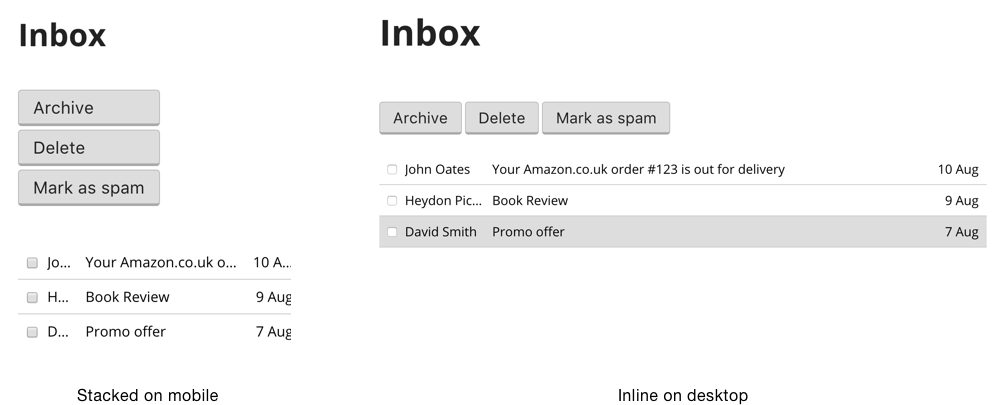 Inbox
Archive
Delete
Mark as spam
Jo... Your Amazon.co.uk o... 10 A...
H... Book Review 9 Aug
D... Promo offer 7 Aug
Stacked on mobile
Inbox
Archive Delete Mark as spam
John Oates Your Amazon.co.uk order #123 is out for delivery 10 Aug
Heydon Pic... Book Review 9 Aug
David Smith Promo offer 7 Aug
Inline on desktop